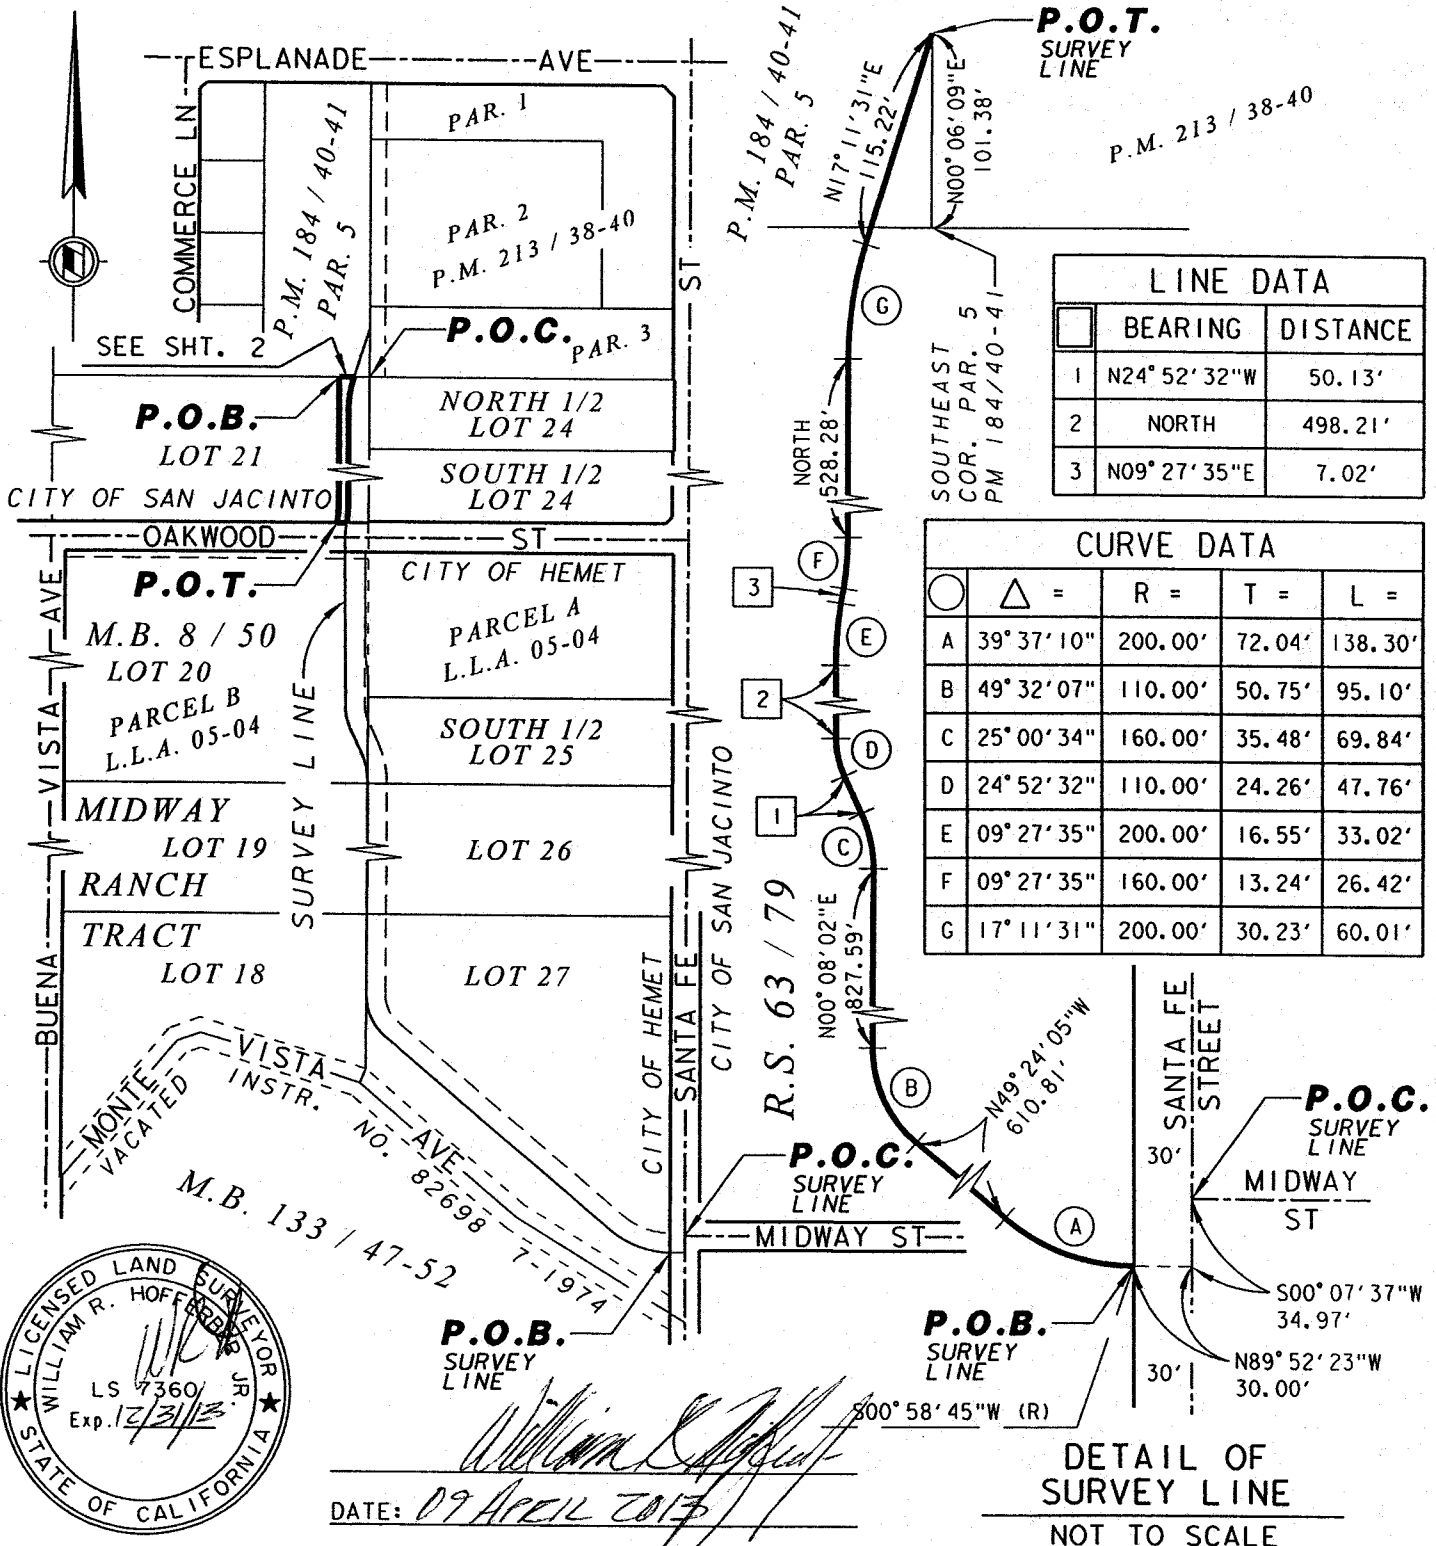 ESPLANADE AVE
COMMERCE LN
P.M. 184 / 40-41
PAR. 5
PAR. 1
PAR. 2
P.M. 213 / 38-40
PAR. 3
ST
SEE SHT. 2
P.O.C.
P.O.B.
LOT 21
NORTH 1/2
LOT 24
SOUTH 1/2
LOT 24
CITY OF SAN JACINTO
OAKWOOD ST
P.O.T.
CITY OF HEMET
PARCEL A
L.L.A. 05-04
M.B. 8 / 50
LOT 20
PARCEL B
L.L.A. 05-04
SOUTH 1/2
LOT 25
BUENA VISTA AVE
SURVEY LINE
MIDWAY
LOT 19
RANCH
LOT 26
TRACT
LOT 18
LOT 27
MONTE VISTA AVE
VACATED
INSTR. NO. 82698 7-1974
M.B. 133 / 47-52
CITY OF HEMET
SANTA FE
CITY OF SAN JACINTO
R.S. 63 / 79
P.O.C.
SURVEY
LINE
MIDWAY ST
P.O.B.
SURVEY
LINE
P.O.T.
SURVEY
LINE
P.M. 184 / 40-41
PAR. 5
N17°11'31"E
115.22'
N00°06'09"E
101.38'
P.M. 213 / 38-40
G
SOUTHEAST
COR. PAR. 5
PM 184/40-41
NORTH
528.28'
F
3
E
2
D
1
C
N00°08'02"E
827.59'
B
N49°24'05"W
610.81'
A
LINE DATA
BEARING DISTANCE
1 N24°52'32"W 50.13'
2 NORTH 498.21'
3 N09°27'35"E 7.02'
CURVE DATA
△ = R = T = L =
A 39°37'10" 200.00' 72.04' 138.30'
B 49°32'07" 110.00' 50.75' 95.10'
C 25°00'34" 160.00' 35.48' 69.84'
D 24°52'32" 110.00' 24.26' 47.76'
E 09°27'35" 200.00' 16.55' 33.02'
F 09°27'35" 160.00' 13.24' 26.42'
G 17°11'31" 200.00' 30.23' 60.01'
SANTA FE
STREET
30'
P.O.C.
SURVEY
LINE
MIDWAY
ST
S00°07'37"W
34.97'
N89°52'23"W
30.00'
30'
P.O.B.
SURVEY
LINE
S00°58'45"W (R)
DETAIL OF
SURVEY LINE
NOT TO SCALE
LICENSED LAND SURVEYOR
WILLIAM R. HOFFERBER JR.
LS 7360
Exp. 12/31/13
STATE OF CALIFORNIA
DATE: 09 APRIL 2013